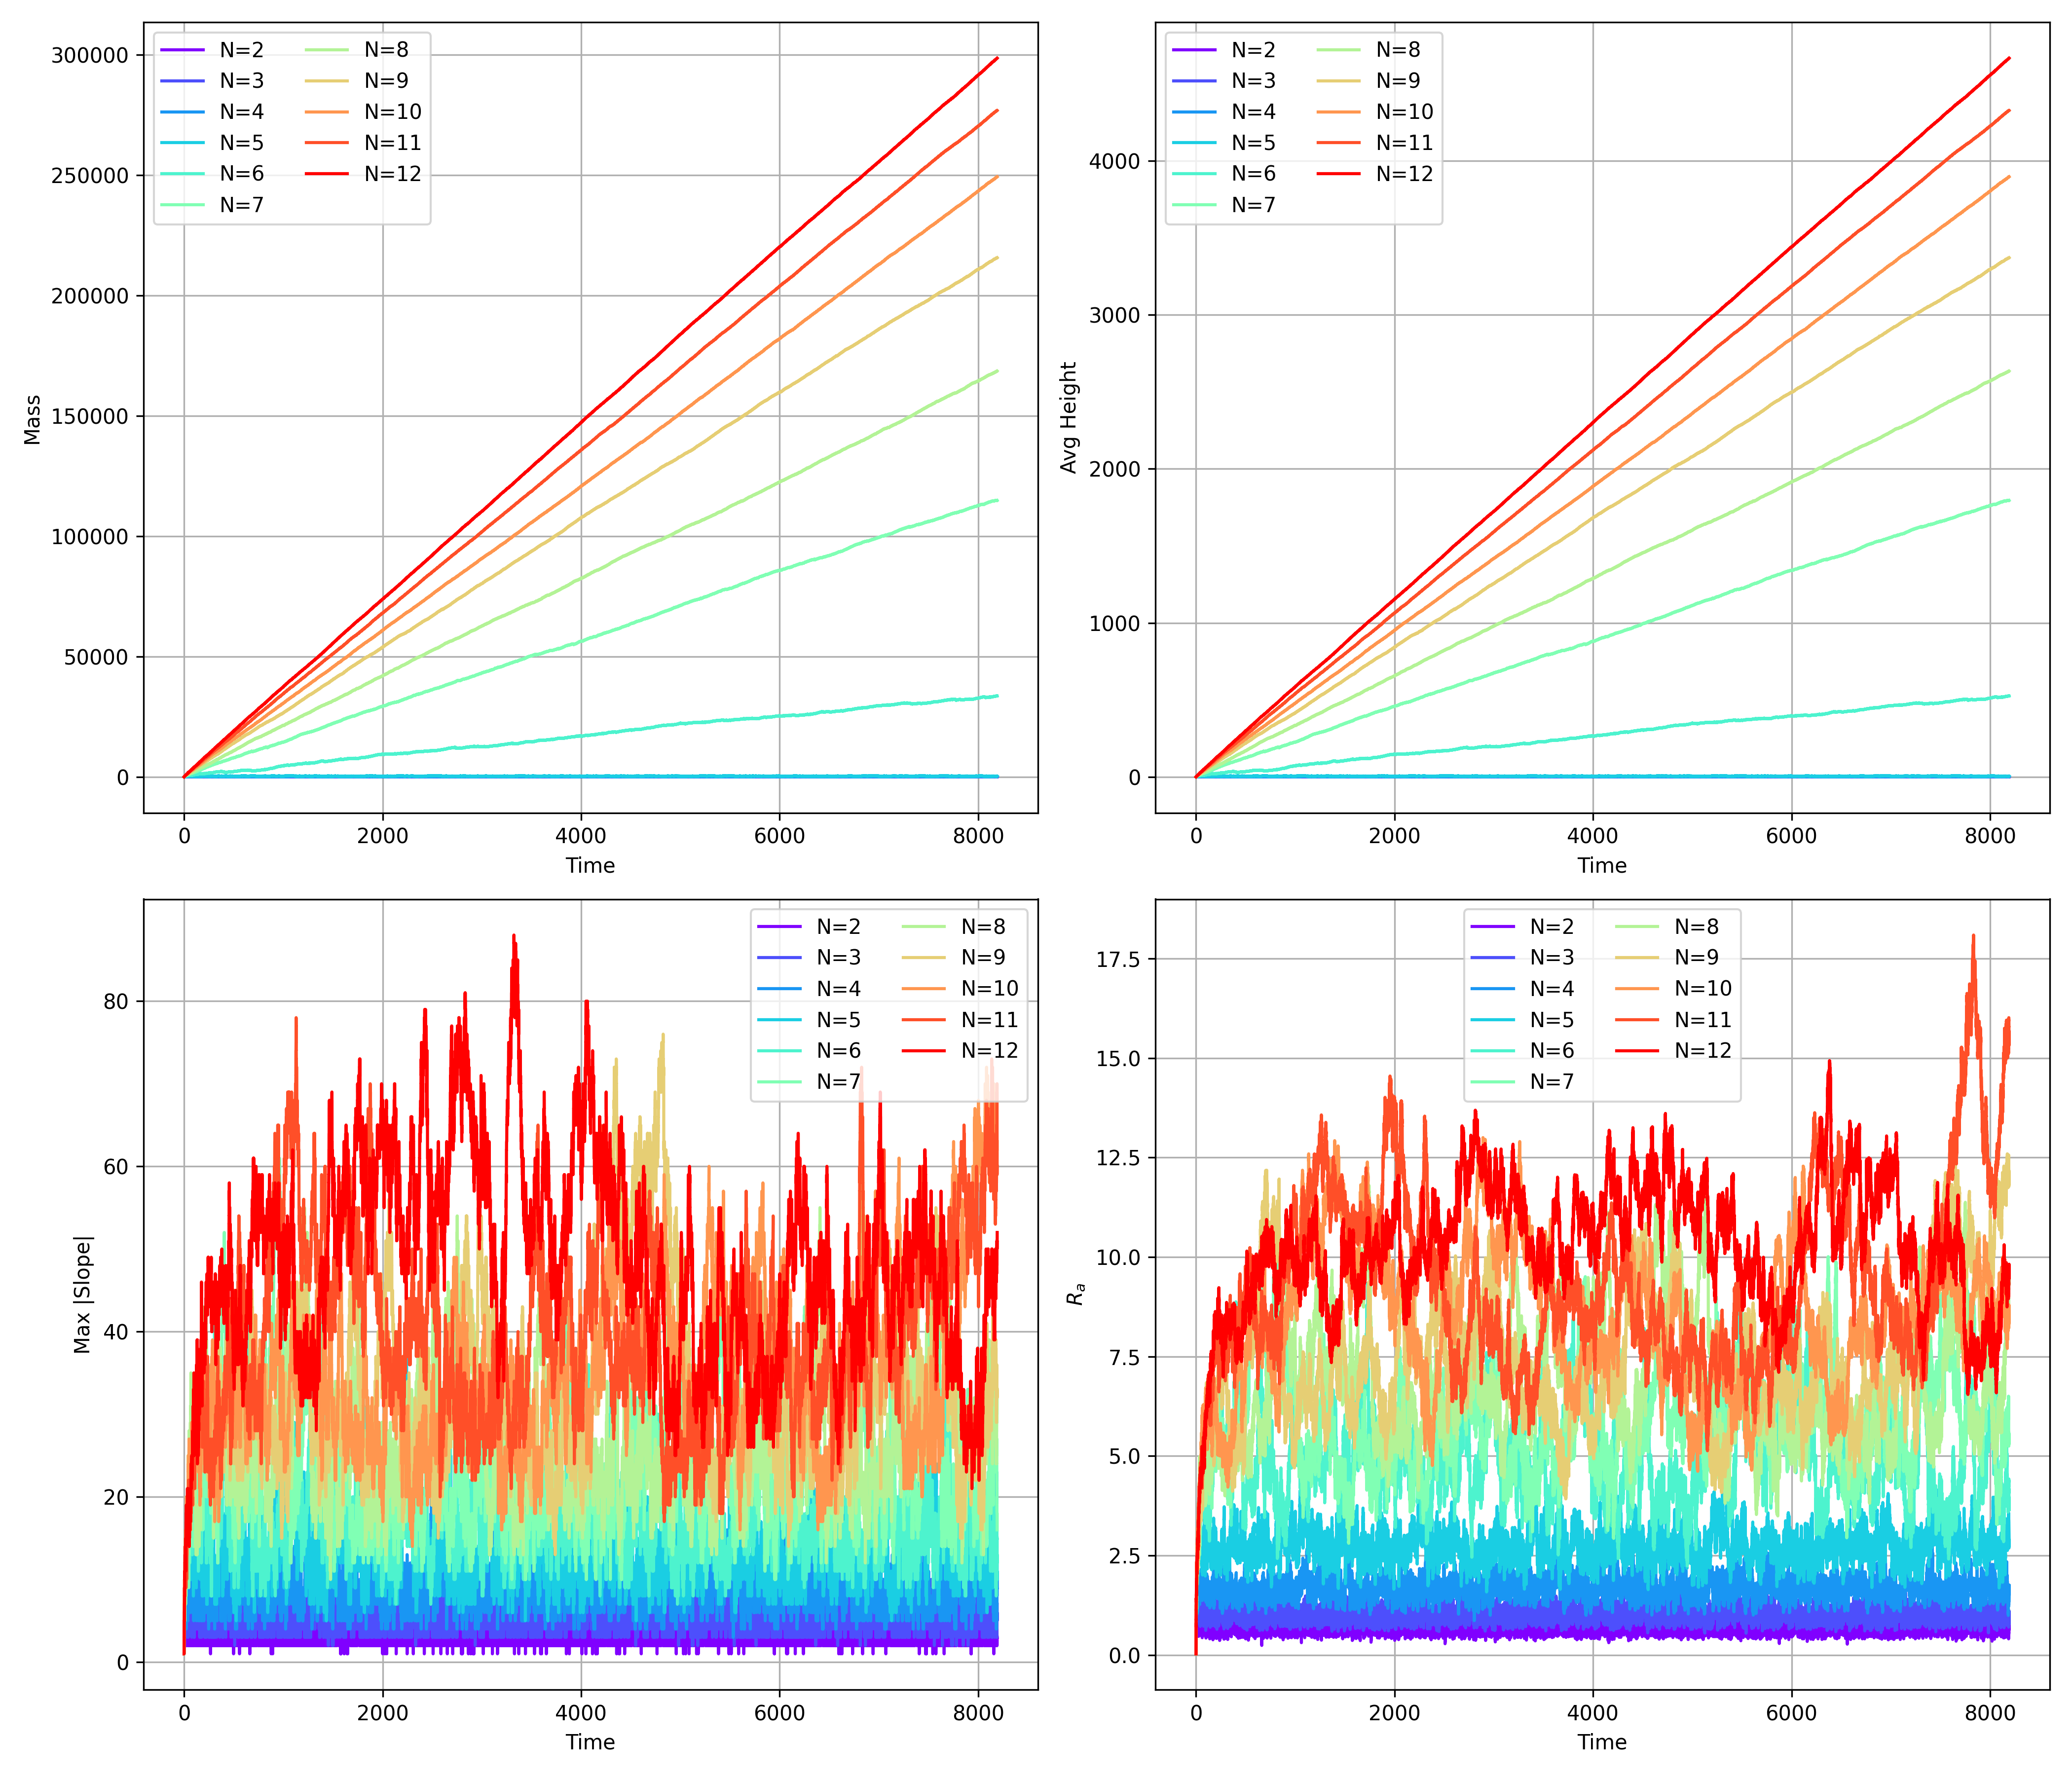 300000
250000
200000
150000
100000
50000
0
Mass
0 2000 4000 6000 8000
Time
N=2 N=8
N=3 N=9
N=4 N=10
N=5 N=11
N=6 N=12
N=7
4000
3000
2000
1000
0
Avg Height
0 2000 4000 6000 8000
Time
N=2 N=8
N=3 N=9
N=4 N=10
N=5 N=11
N=6 N=12
N=7
80
60
40
20
0
Max |Slope|
0 2000 4000 6000 8000
Time
N=2 N=8
N=3 N=9
N=4 N=10
N=5 N=11
N=6 N=12
N=7
17.5
15.0
12.5
10.0
7.5
5.0
2.5
0.0
Rₐ
0 2000 4000 6000 8000
Time
N=2 N=8
N=3 N=9
N=4 N=10
N=5 N=11
N=6 N=12
N=7